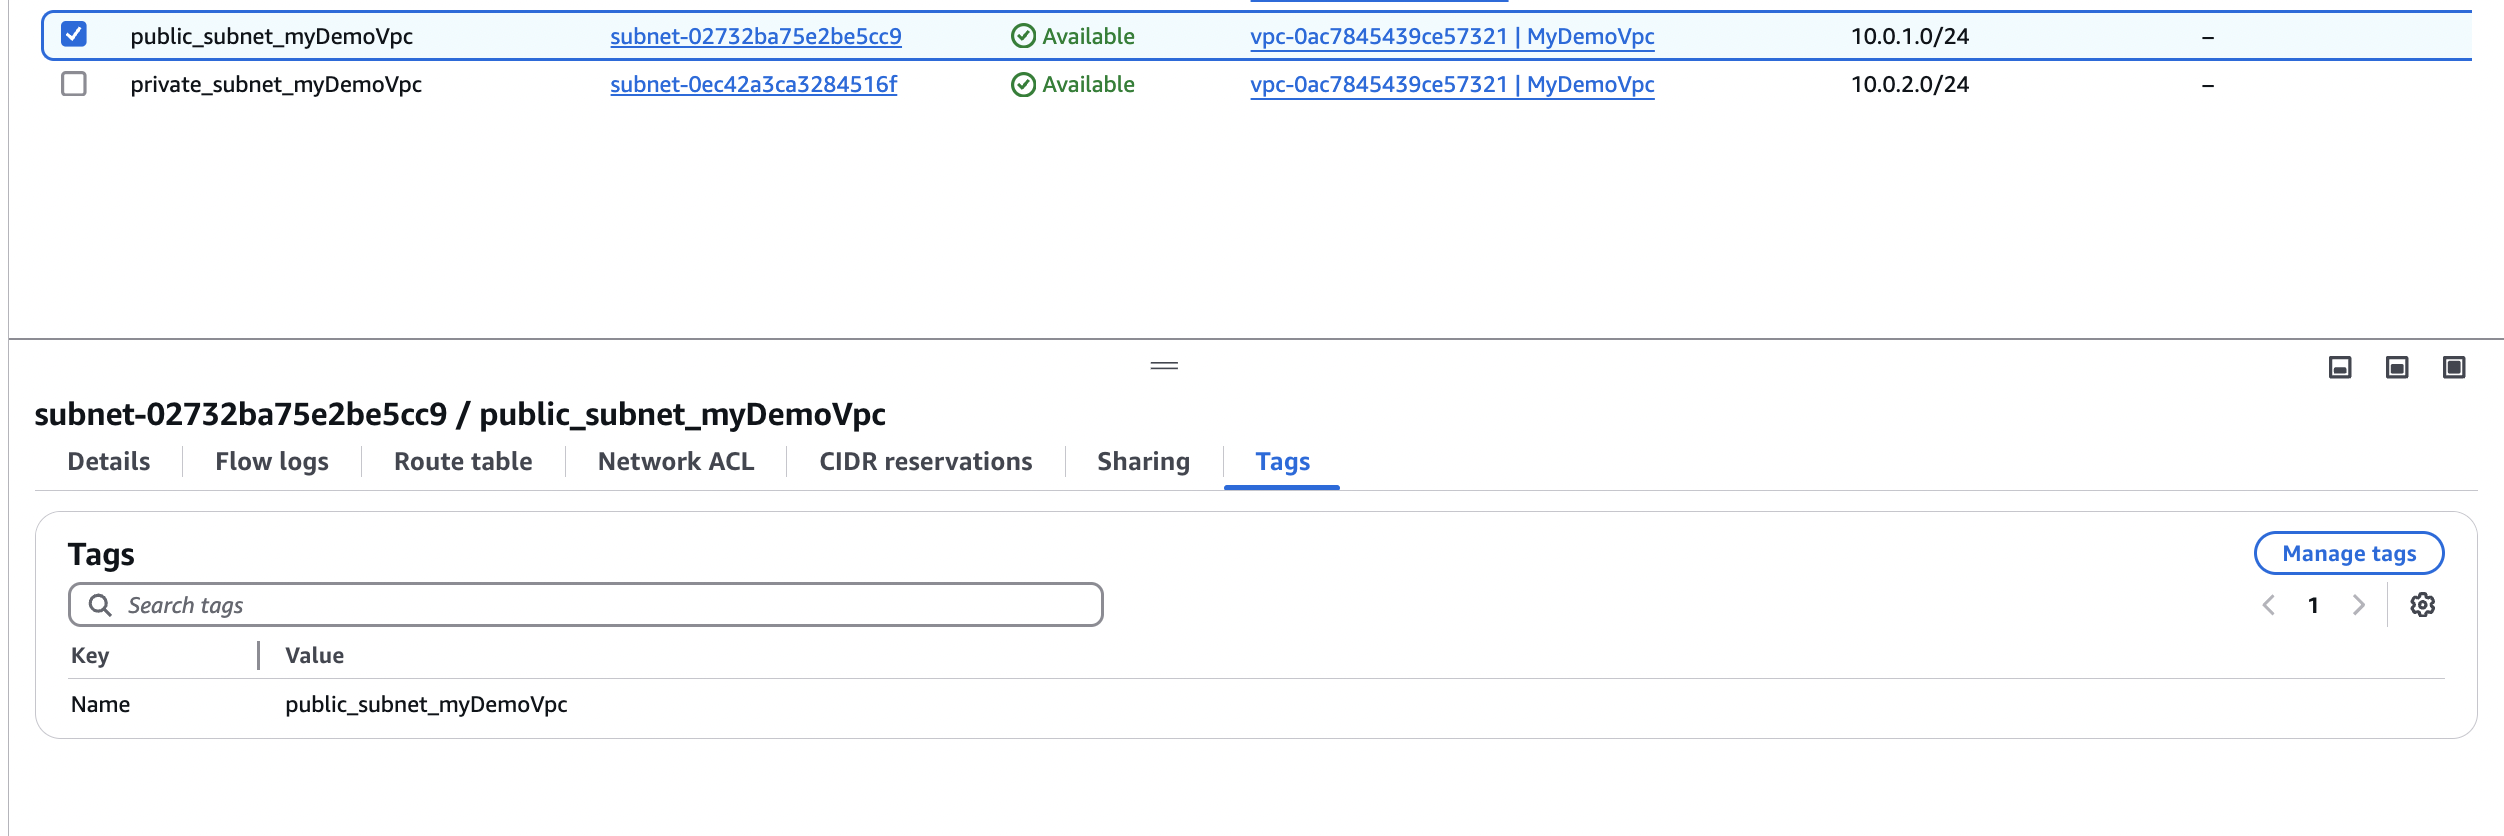 public_subnet_myDemoVpc subnet-02732ba75e2be5cc9 Available vpc-0ac7845439ce57321 | MyDemoVpc 10.0.1.0/24 –
private_subnet_myDemoVpc subnet-0ec42a3ca3284516f Available vpc-0ac7845439ce57321 | MyDemoVpc 10.0.2.0/24 –
subnet-02732ba75e2be5cc9 / public_subnet_myDemoVpc
Details Flow logs Route table Network ACL CIDR reservations Sharing Tags
Tags Manage tags
Search tags 1
Key Value
Name public_subnet_myDemoVpc